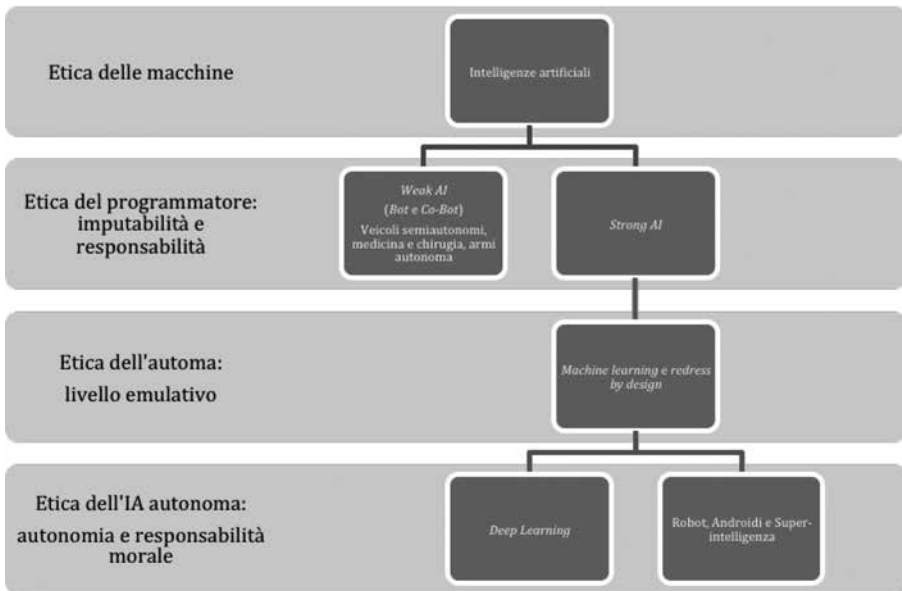 Etica delle macchine
Intelligenze artificiali
Etica del programmatore:
imputabilità e
responsabilità
Weak AI
(Bot e Co-Bot)
Veicoli semiautonomi,
medicina e chirugia, armi
autonoma
Strong AI
Etica dell'automa:
livello emulativo
Machine learning e redress
by design
Etica dell'IA autonoma:
autonomia e responsabilità
morale
Deep Learning
Robot, Androidi e Super-
intelligenza